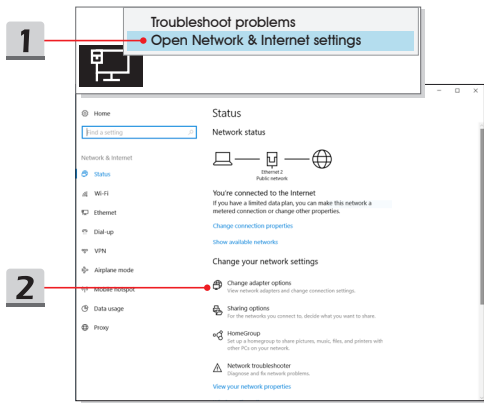 1
Troubleshoot problems
Open Network & Internet settings
Home
Find a setting
Network & Internet
Status
Wi-Fi
Ethernet
Dial-up
VPN
Airplane mode
Mobile hotspot
Data usage
Proxy
Status
Network status
Ethernet 2
Public network
You're connected to the Internet
If you have a limited data plan, you can make this network a
metered connection or change other properties.
Change connection properties
Show available networks
Change your network settings
2
Change adapter options
View network adapters and change connection settings.
Sharing options
For the networks you connect to, decide what you want to share.
HomeGroup
Set up a homegroup to share pictures, music, files, and printers with
other PCs on your network.
Network troubleshooter
Diagnose and fix network problems.
View your network properties